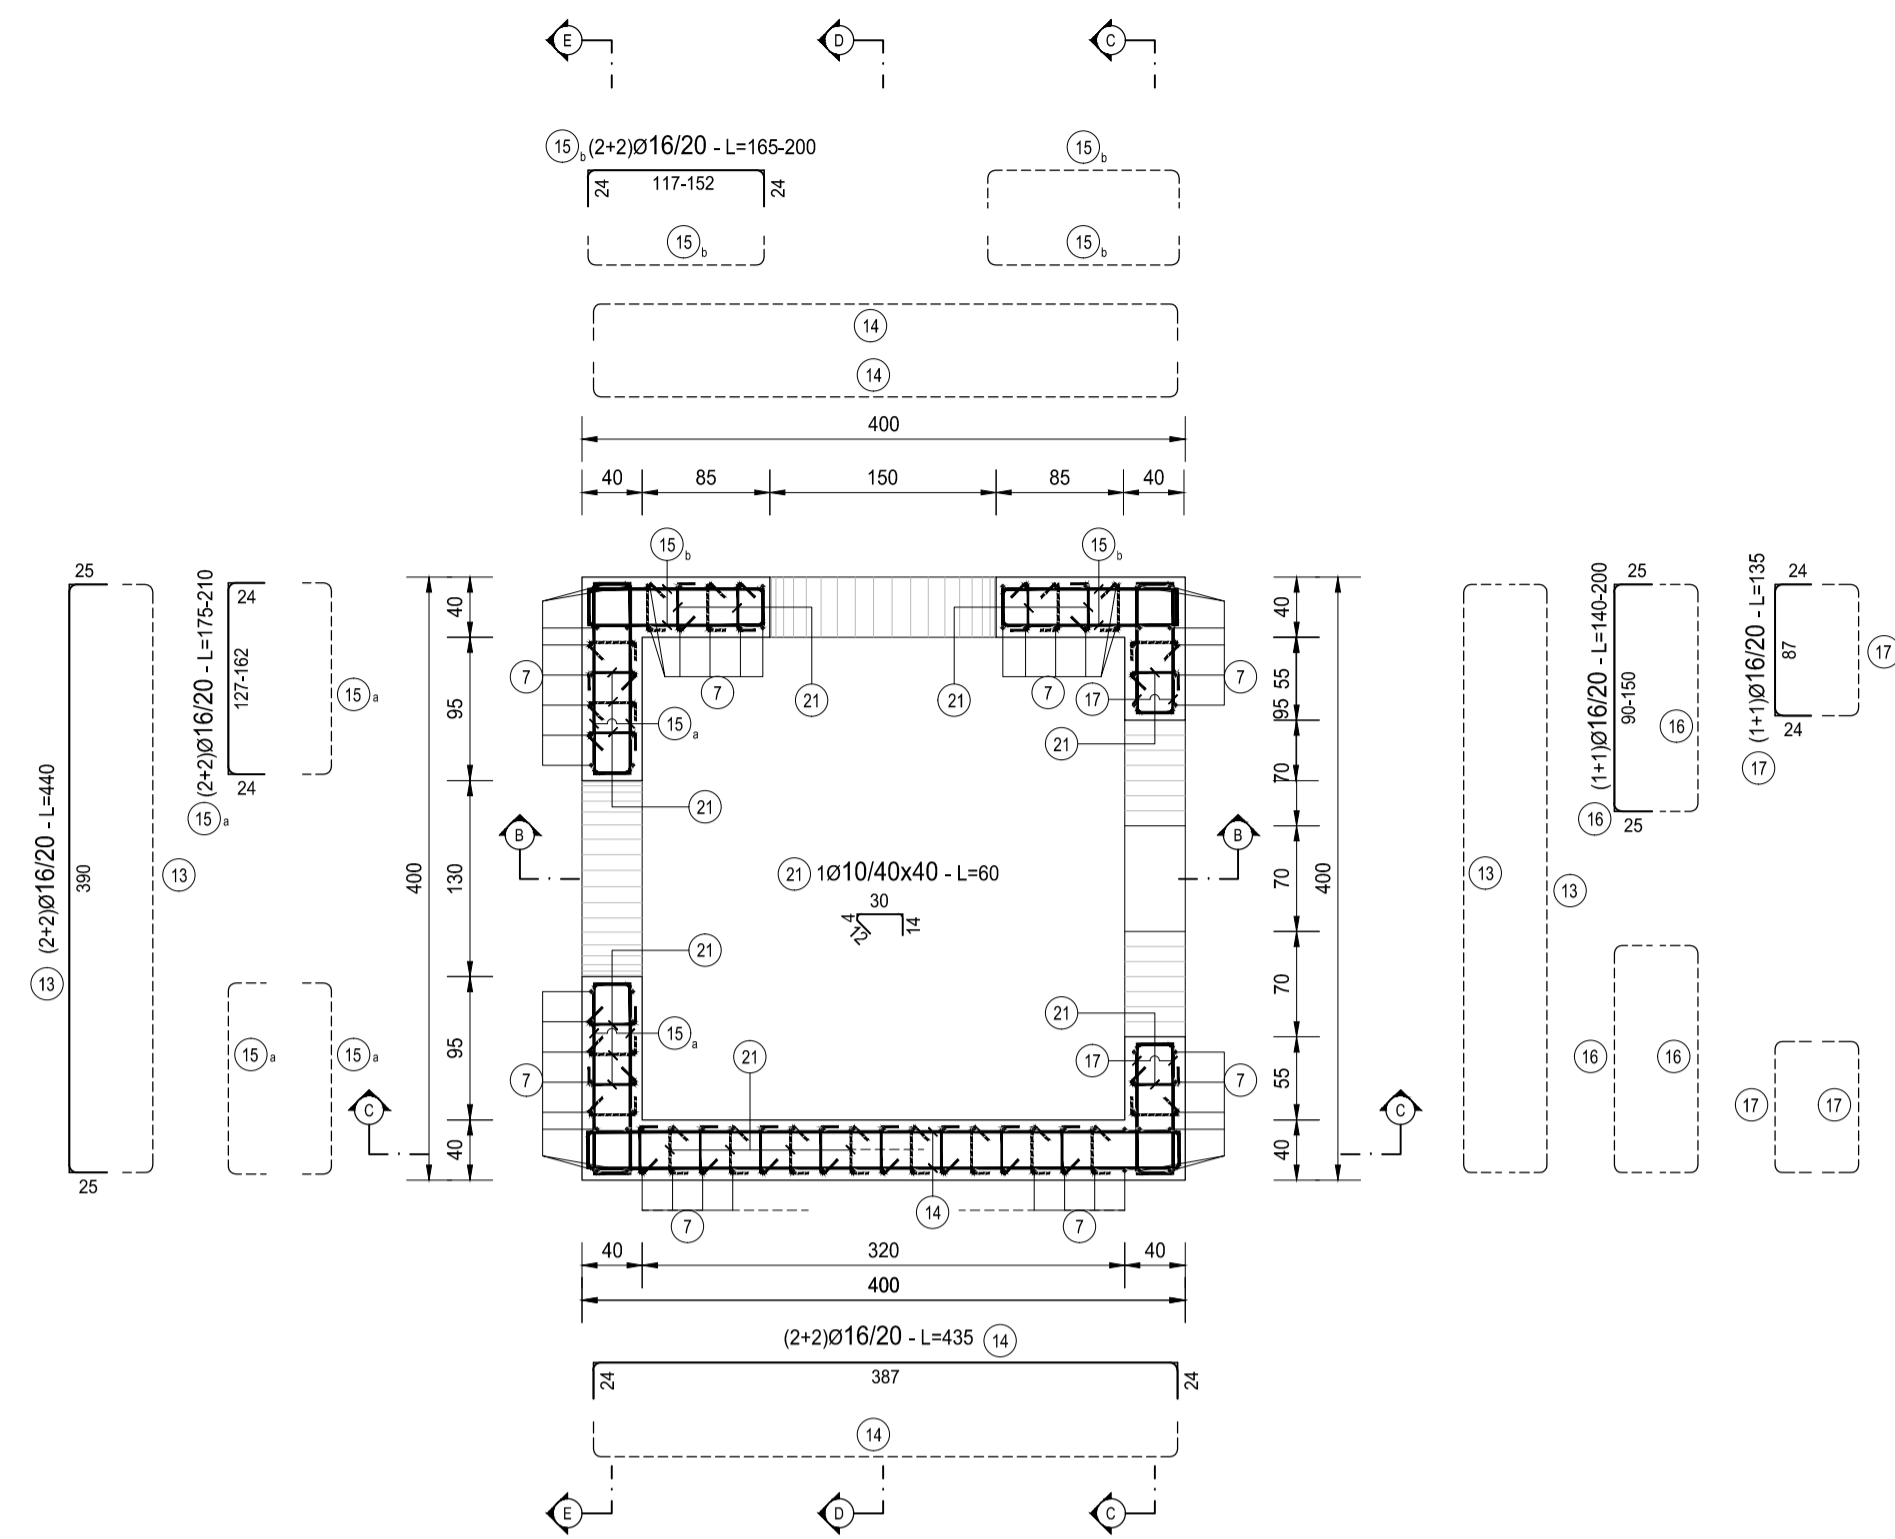 E
D
C
15 b (2+2)Ø16/20 - L=165-200
15 b
24
117-152
24
15 b
15 b
14
14
400
40
85
150
85
40
15 b
15 b
25
24
(2+2)Ø16/20 - L=175-210
127-162
24
15 a
15 a
(2+2)Ø16/20 - L=440
13
390
25
13
15 a
15 a
400
40
95
130
95
40
7
7
21
21
7
7
15 a
17
21
21
B
B
21 1Ø10/40x40 - L=60
30
4
12
14
21
21
15 a
21
17
7
7
C
C
7
14
7
40
55
95
70
70
400
70
55
40
40
320
40
400
(2+2)Ø16/20 - L=435 14
24
387
24
14
13
13
25
(1+1)Ø16/20 - L=140-200
90-150
16
16
25
16
16
24
(1+1)Ø16/20 - L=135
87
17
24
17
17
17
E
D
C